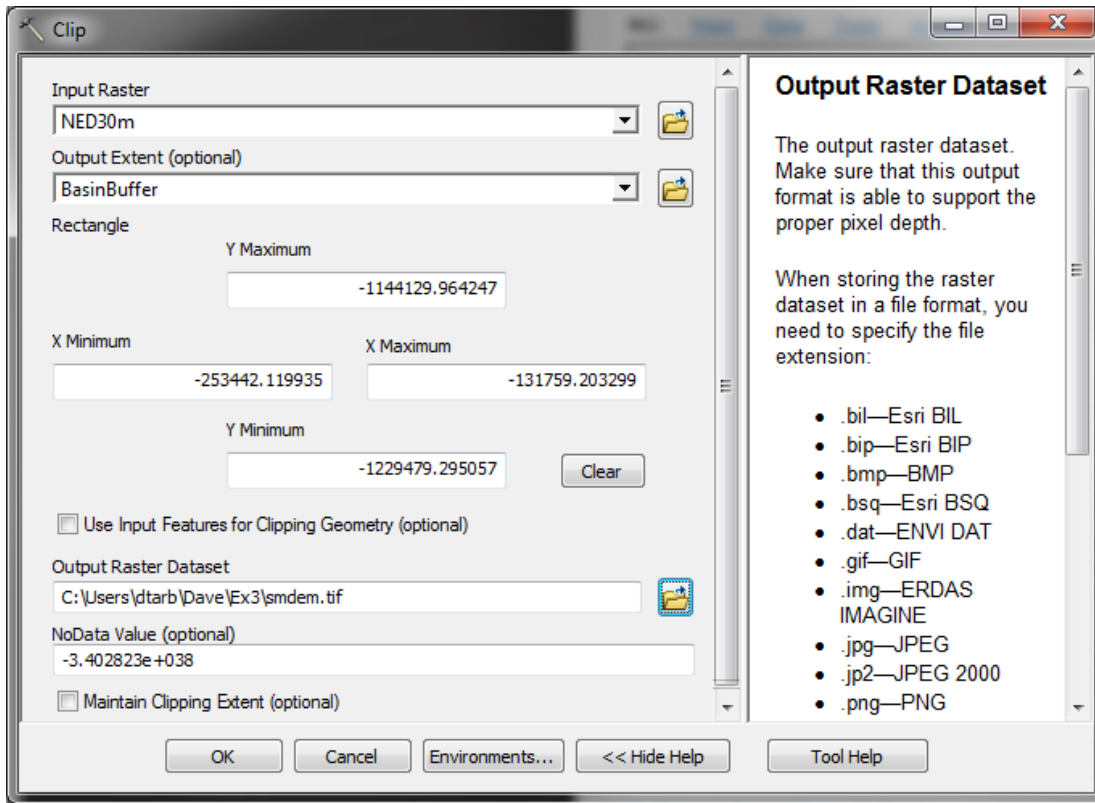 Clip
Input Raster
NED30m
Output Extent (optional)
BasinBuffer
Rectangle
Y Maximum
-1144129.964247
X Minimum
X Maximum
-253442.119935
-131759.203299
Y Minimum
-1229479.295057
Clear
Use Input Features for Clipping Geometry (optional)
Output Raster Dataset
C:\Users\dtarb\Dave\Ex3\smdem.tif
NoData Value (optional)
-3.402823e+038
Maintain Clipping Extent (optional)
OK
Cancel
Environments...
<< Hide Help
Output Raster Dataset
The output raster dataset.
Make sure that this output
format is able to support the
proper pixel depth.
When storing the raster
dataset in a file format, you
need to specify the file
extension:
• .bil—Esri BIL
• .bip—Esri BIP
• .bmp—BMP
• .bsq—Esri BSQ
• .dat—ENVI DAT
• .gif—GIF
• .img—ERDAS
IMAGINE
• .jpg—JPEG
• .jp2—JPEG 2000
• .png—PNG
Tool Help